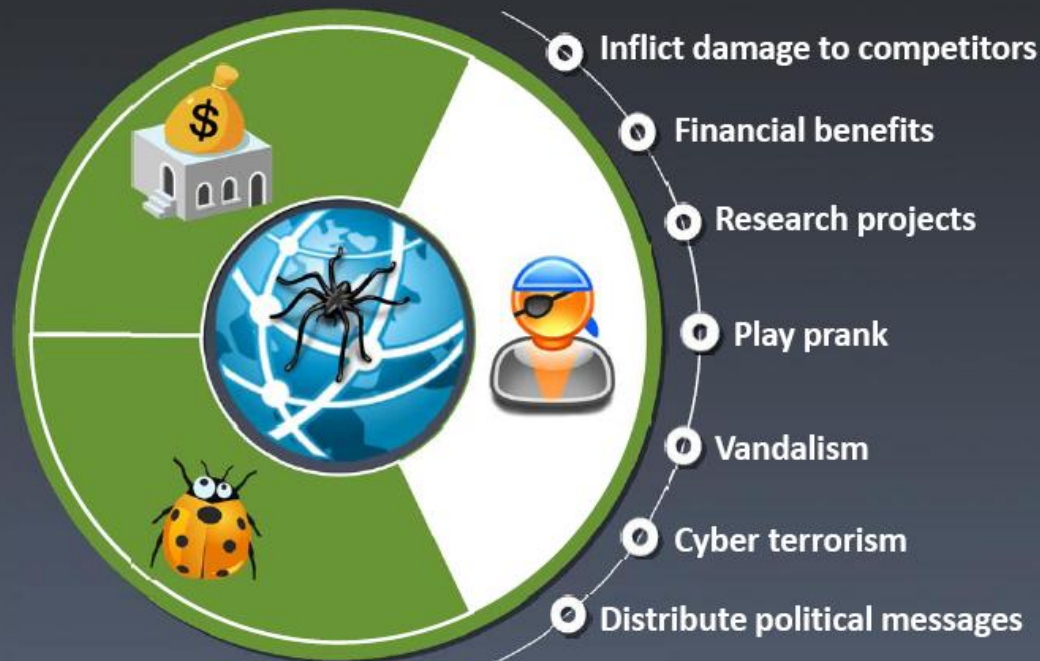 Inflict damage to competitors
Financial benefits
$
Research projects
Play prank
Vandalism
Cyber terrorism
Distribute political messages